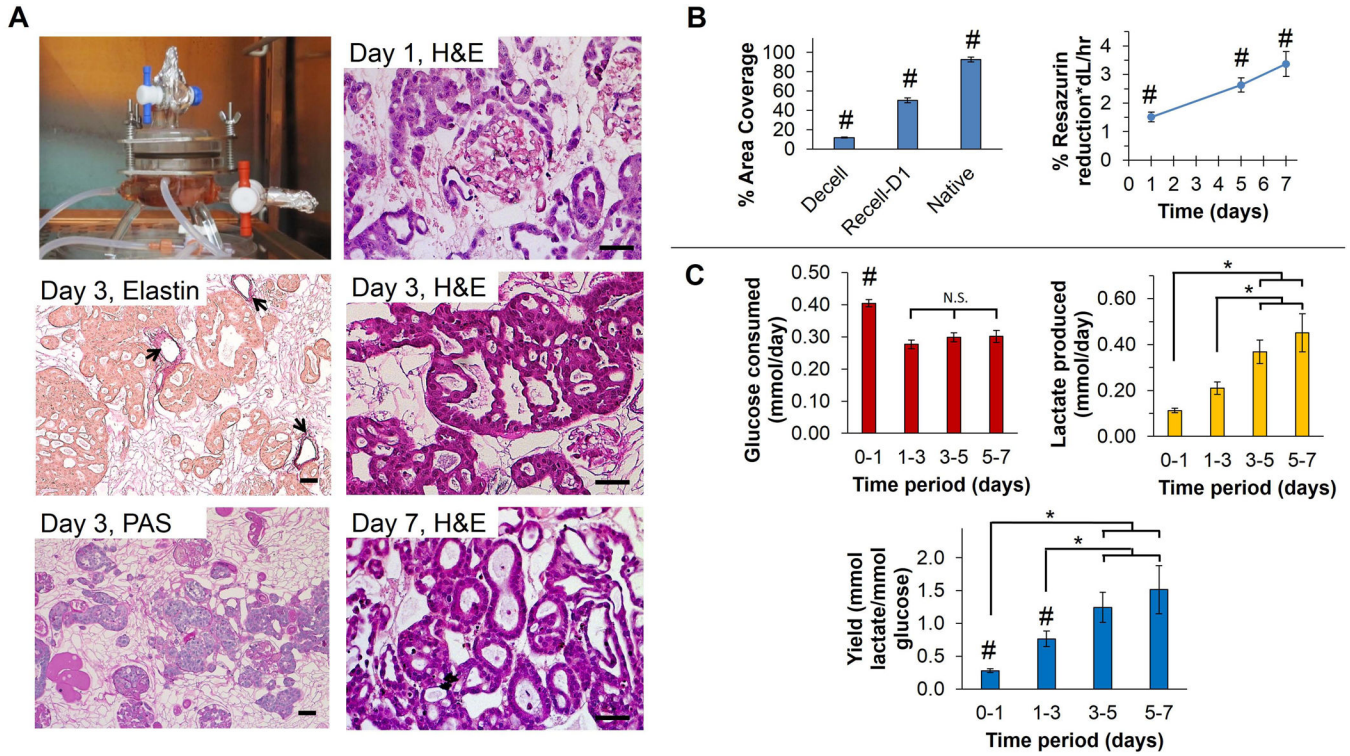 A
Day 1, H&E
Day 3, Elastin
Day 3, H&E
Day 3, PAS
Day 7, H&E
B
% Area Coverage
100
80
60
40
20
0
#
#
#
Decell
Recell-D1
Native
% Resazurin
reduction*dL/hr
4
3
2
1
0
#
#
#
0 1 2 3 4 5 6 7
Time (days)
C
Glucose consumed
(mmol/day)
0.50
0.40
0.30
0.20
0.10
0.00
#
N.S.
0-1 1-3 3-5 5-7
Time period (days)
Lactate produced
(mmol/day)
0.60
0.40
0.20
0.00
*
*
0-1 1-3 3-5 5-7
Time period (days)
Yield (mmol
lactate/mmol
glucose)
2.0
1.5
1.0
0.5
0.0
*
*
#
#
0-1 1-3 3-5 5-7
Time period (days)